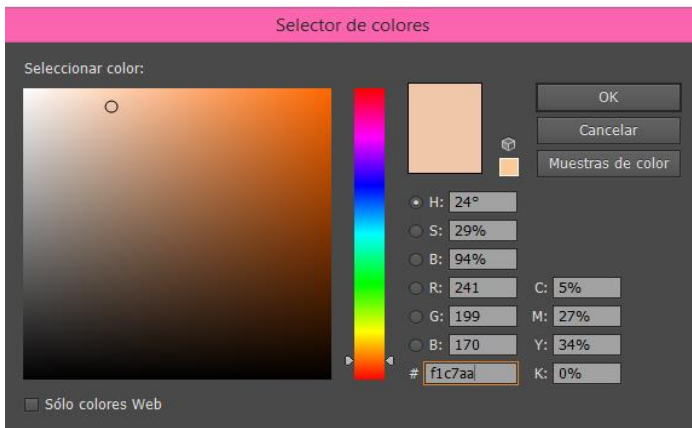 Selector de colores
Seleccionar color:
OK
Cancelar
Muestras de color
H: 24°
S: 29%
B: 94%
R: 241 C: 5%
G: 199 M: 27%
B: 170 Y: 34%
# f1c7aa K: 0%
Sólo colores Web